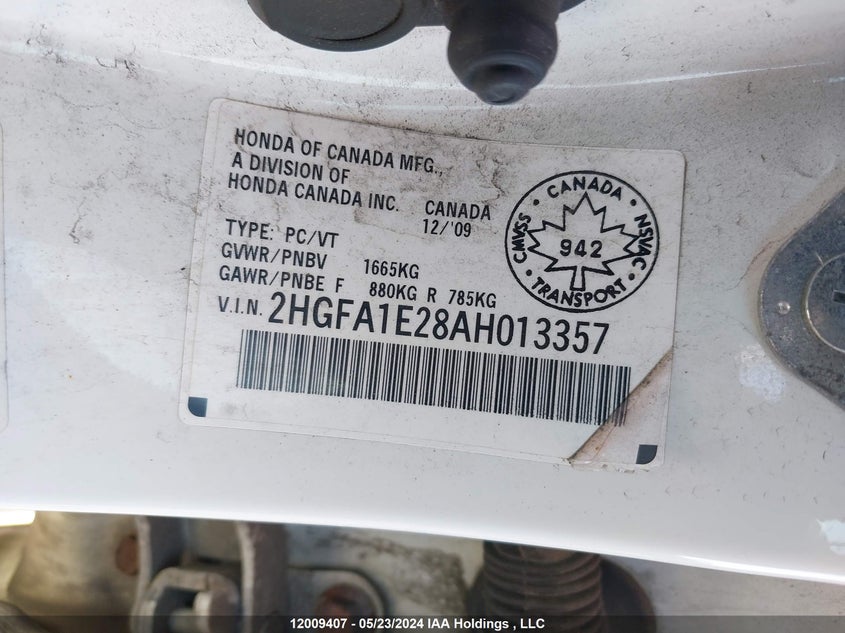 HONDA OF CANADA MFG.,
A DIVISION OF
HONDA CANADA INC. CANADA
12/'09
TYPE: PC/VT
GVWR/PNBV 1665KG
GAWR/PNBE F 880KG R 785KG
V.I.N. 2HGFA1E28AH013357
· CANADA ·
CMVSS
942
NSVAC
· TRANSPORT ·
12009407 - 05/23/2024 IAA Holdings , LLC